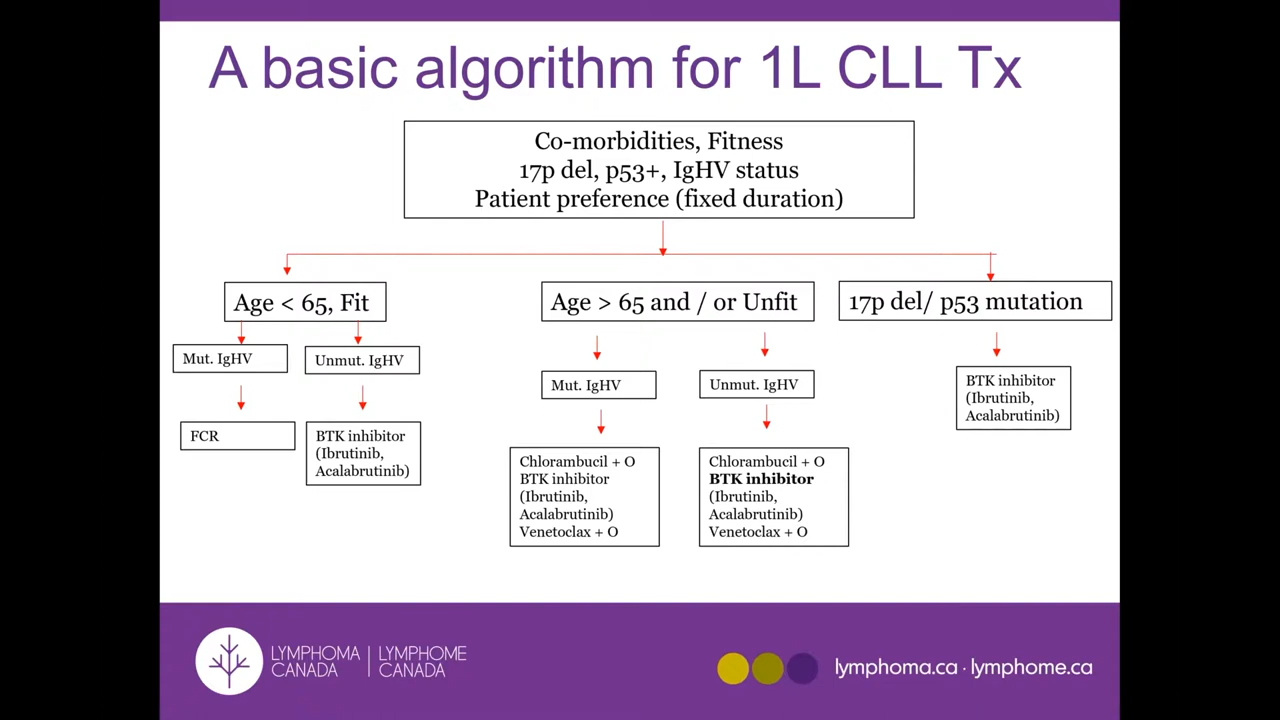 A basic algorithm for 1L CLL Tx
Co-morbidities, Fitness
17p del, p53+, IgHV status
Patient preference (fixed duration)
Age < 65, Fit
Mut. IgHV
Unmut. IgHV
FCR
BTK inhibitor
(Ibrutinib,
Acalabrutinib)
Age > 65 and / or Unfit
Mut. IgHV
Unmut. IgHV
Chlorambucil + O
BTK inhibitor
(Ibrutinib,
Acalabrutinib)
Venetoclax + O
Chlorambucil + O
BTK inhibitor
(Ibrutinib,
Acalabrutinib)
Venetoclax + O
17p del/ p53 mutation
BTK inhibitor
(Ibrutinib,
Acalabrutinib)
LYMPHOMA
CANADA
LYMPHOME
CANADA
lymphoma.ca · lymphome.ca